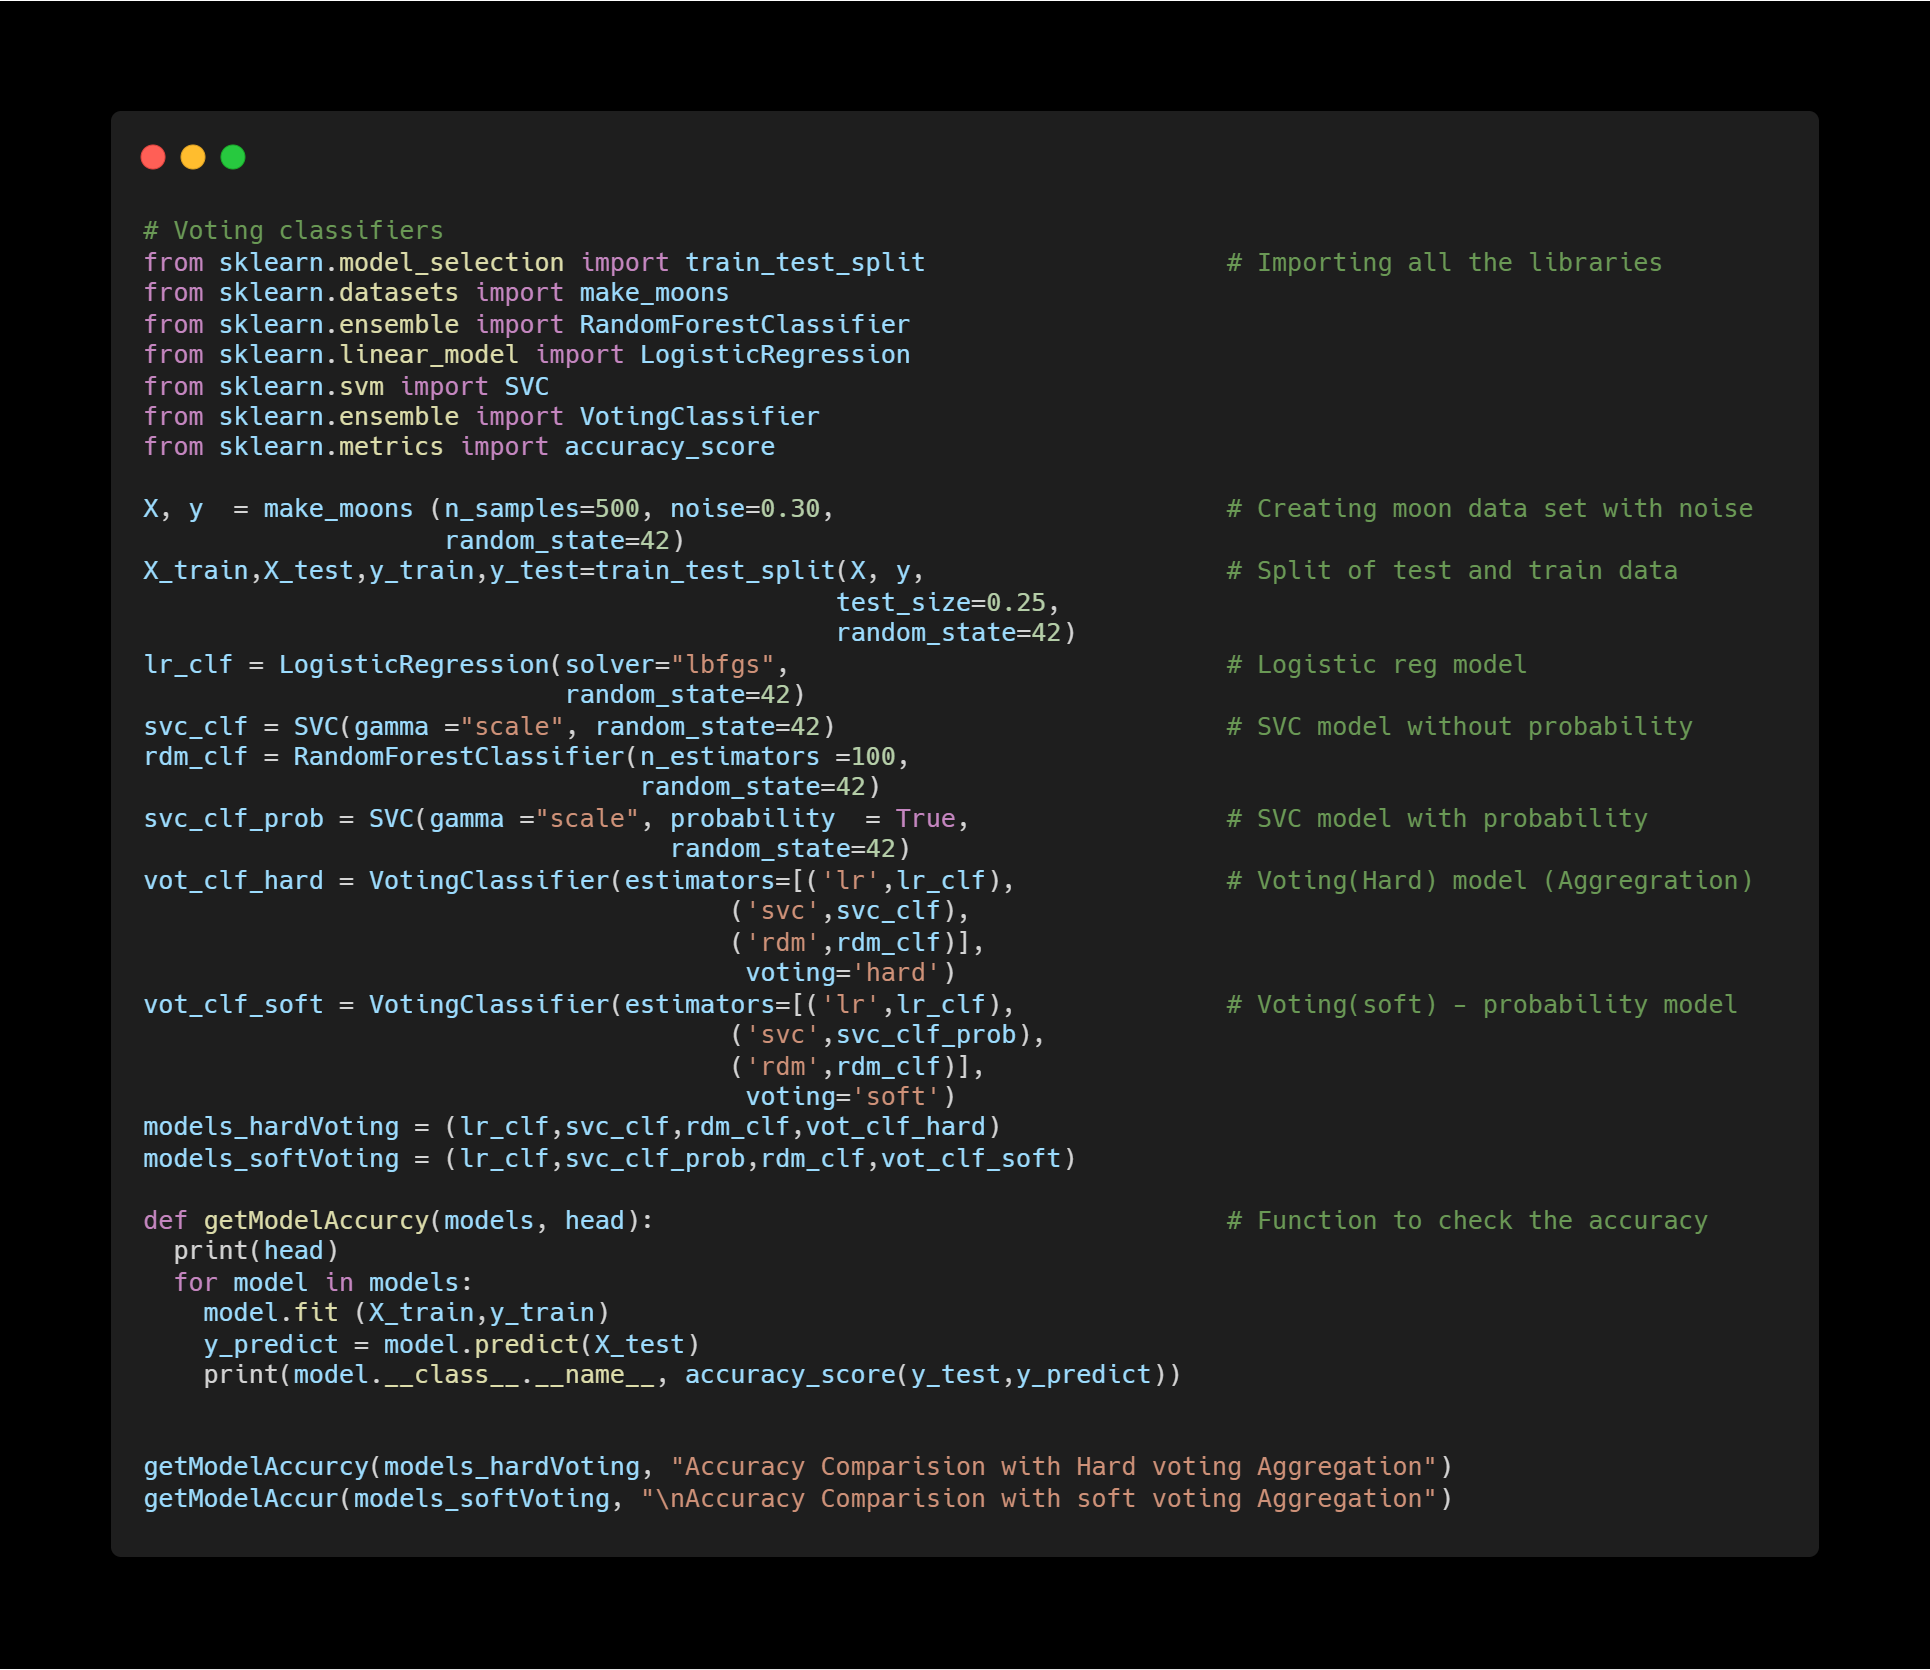 # Voting classifiers
from sklearn.model_selection import train_test_split                    # Importing all the libraries
from sklearn.datasets import make_moons
from sklearn.ensemble import RandomForestClassifier
from sklearn.linear_model import LogisticRegression
from sklearn.svm import SVC
from sklearn.ensemble import VotingClassifier
from sklearn.metrics import accuracy_score

X, y  = make_moons (n_samples=500, noise=0.30,                          # Creating moon data set with noise
                    random_state=42)
X_train,X_test,y_train,y_test=train_test_split(X, y,                    # Split of test and train data
                                              test_size=0.25,
                                              random_state=42)
lr_clf = LogisticRegression(solver="lbfgs",                             # Logistic reg model
                            random_state=42)
svc_clf = SVC(gamma ="scale", random_state=42)                          # SVC model without probability
rdm_clf = RandomForestClassifier(n_estimators =100,
                                 random_state=42)
svc_clf_prob = SVC(gamma ="scale", probability  = True,                 # SVC model with probability
                                   random_state=42)
vot_clf_hard = VotingClassifier(estimators=[('lr',lr_clf),              # Voting(Hard) model (Aggregration)
                                       ('svc',svc_clf),
                                       ('rdm',rdm_clf)],
                                        voting='hard')
vot_clf_soft = VotingClassifier(estimators=[('lr',lr_clf),              # Voting(soft) - probability model
                                       ('svc',svc_clf_prob),
                                       ('rdm',rdm_clf)],
                                        voting='soft')
models_hardVoting = (lr_clf,svc_clf,rdm_clf,vot_clf_hard)
models_softVoting = (lr_clf,svc_clf_prob,rdm_clf,vot_clf_soft)

def getModelAccurcy(models, head):                                      # Function to check the accuracy
  print(head)
  for model in models:
    model.fit (X_train,y_train)
    y_predict = model.predict(X_test)
    print(model.__class__.__name__, accuracy_score(y_test,y_predict))


getModelAccurcy(models_hardVoting, "Accuracy Comparision with Hard voting Aggregation")
getModelAccur(models_softVoting, "\nAccuracy Comparision with soft voting Aggregation")